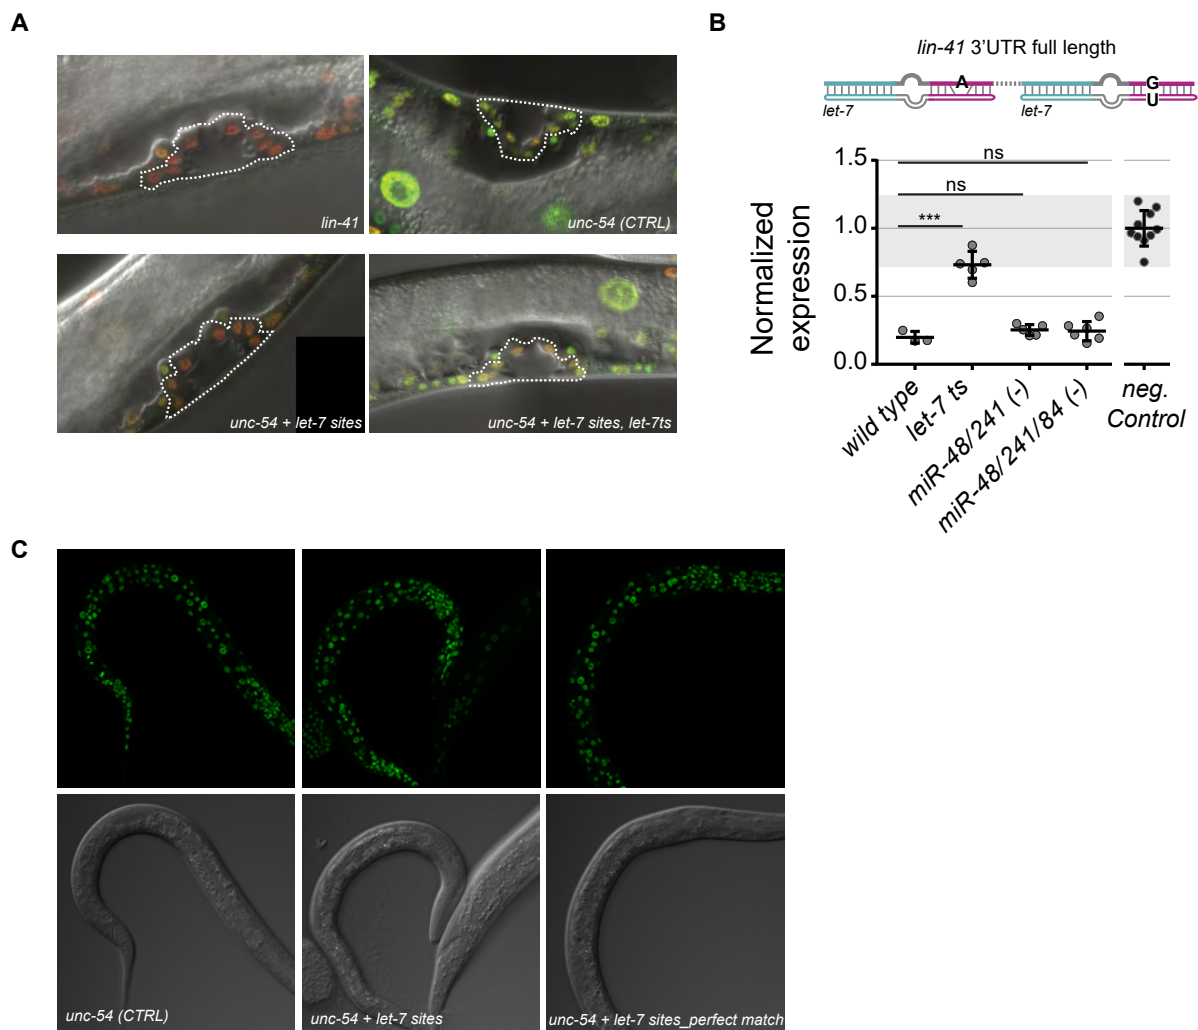 A
lin-41
unc-54 (CTRL)
unc-54 + let-7 sites
unc-54 + let-7 sites, let-7ts
B
lin-41 3'UTR full length
A
G
U
let-7
let-7
Normalized
expression
1.5
1.0
0.5
0.0
ns
ns
***
wild type
let-7 ts
miR-48/241 (-)
miR-48/241/84 (-)
neg.
Control
C
unc-54 (CTRL)
unc-54 + let-7 sites
unc-54 + let-7 sites_perfect match